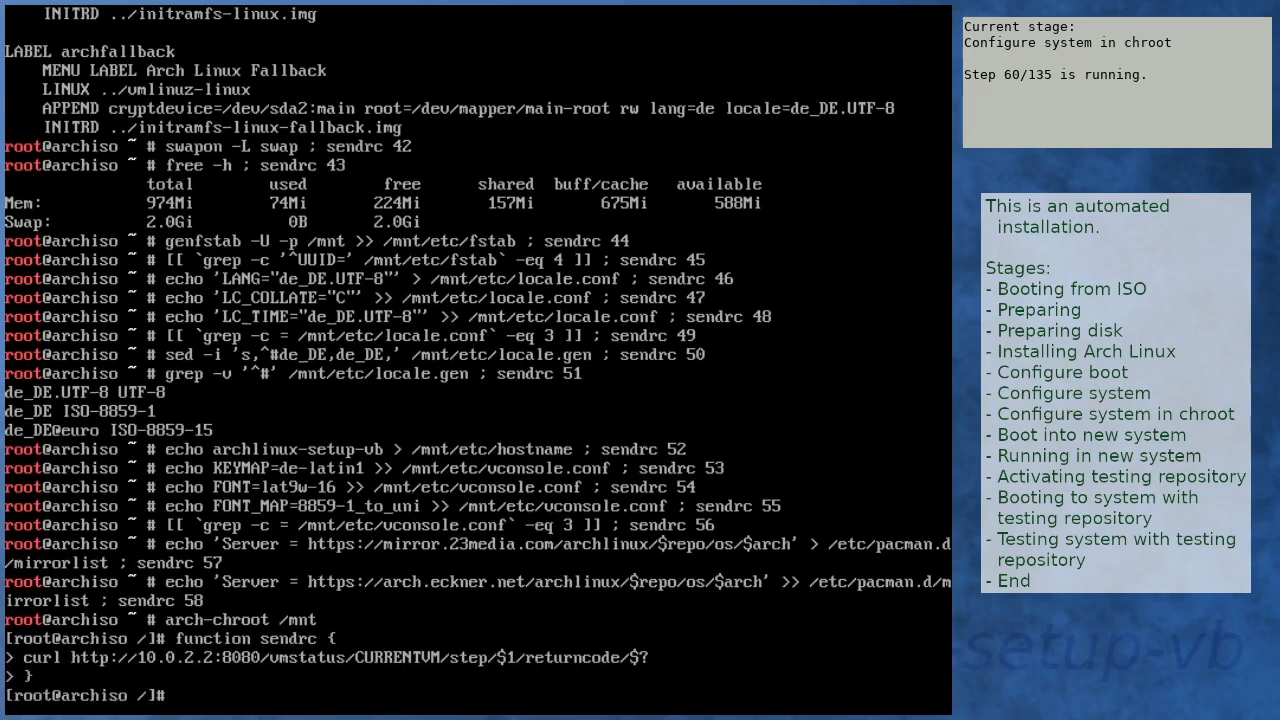 INITRD ../initramfs-linux.img

LABEL archfallback
    MENU LABEL Arch Linux Fallback
    LINUX ../vmlinuz-linux
    APPEND cryptdevice=/dev/sda2:main root=/dev/mapper/main-root rw lang=de locale=de_DE.UTF-8
    INITRD ../initramfs-linux-fallback.img
root@archiso ~ # swapon -L swap ; sendrc 42
root@archiso ~ # free -h ; sendrc 43
               total        used        free      shared  buff/cache   available
Mem:           974Mi        74Mi       224Mi       157Mi       675Mi       588Mi
Swap:          2.0Gi          0B       2.0Gi
root@archiso ~ # genfstab -U -p /mnt >> /mnt/etc/fstab ; sendrc 44
root@archiso ~ # [[ `grep -c '^UUID=' /mnt/etc/fstab` -eq 4 ]] ; sendrc 45
root@archiso ~ # echo 'LANG="de_DE.UTF-8"' > /mnt/etc/locale.conf ; sendrc 46
root@archiso ~ # echo 'LC_COLLATE="C"' >> /mnt/etc/locale.conf ; sendrc 47
root@archiso ~ # echo 'LC_TIME="de_DE.UTF-8"' >> /mnt/etc/locale.conf ; sendrc 48
root@archiso ~ # [[ `grep -c = /mnt/etc/locale.conf` -eq 3 ]] ; sendrc 49
root@archiso ~ # sed -i 's,^#de_DE,de_DE,' /mnt/etc/locale.gen ; sendrc 50
root@archiso ~ # grep -v '^#' /mnt/etc/locale.gen ; sendrc 51
de_DE.UTF-8 UTF-8
de_DE ISO-8859-1
de_DE@euro ISO-8859-15
root@archiso ~ # echo archlinux-setup-vb > /mnt/etc/hostname ; sendrc 52
root@archiso ~ # echo KEYMAP=de-latin1 >> /mnt/etc/vconsole.conf ; sendrc 53
root@archiso ~ # echo FONT=lat9w-16 >> /mnt/etc/vconsole.conf ; sendrc 54
root@archiso ~ # echo FONT_MAP=8859-1_to_uni >> /mnt/etc/vconsole.conf ; sendrc 55
root@archiso ~ # [[ `grep -c = /mnt/etc/vconsole.conf` -eq 3 ]] ; sendrc 56
root@archiso ~ # echo 'Server = https://mirror.23media.com/archlinux/$repo/os/$arch' > /etc/pacman.d
/mirrorlist ; sendrc 57
root@archiso ~ # echo 'Server = https://arch.eckner.net/archlinux/$repo/os/$arch' >> /etc/pacman.d/m
irrorlist ; sendrc 58
root@archiso ~ # arch-chroot /mnt
[root@archiso /]# function sendrc {
> curl http://10.0.2.2:8080/vmstatus/CURRENTVM/step/$1/returncode/$?
> }
[root@archiso /]#
Current stage:
Configure system in chroot

Step 60/135 is running.
This is an automated
installation.

Stages:
- Booting from ISO
- Preparing
- Preparing disk
- Installing Arch Linux
- Configure boot
- Configure system
- Configure system in chroot
- Boot into new system
- Running in new system
- Activating testing repository
- Booting to system with
testing repository
- Testing system with testing
repository
- End
-setup-vb